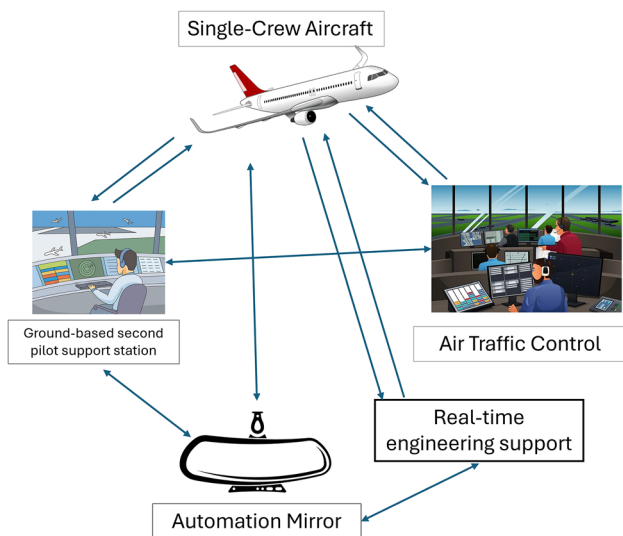 Single-Crew Aircraft
Ground-based second
pilot support station
Air Traffic Control
Real-time
engineering support
Automation Mirror